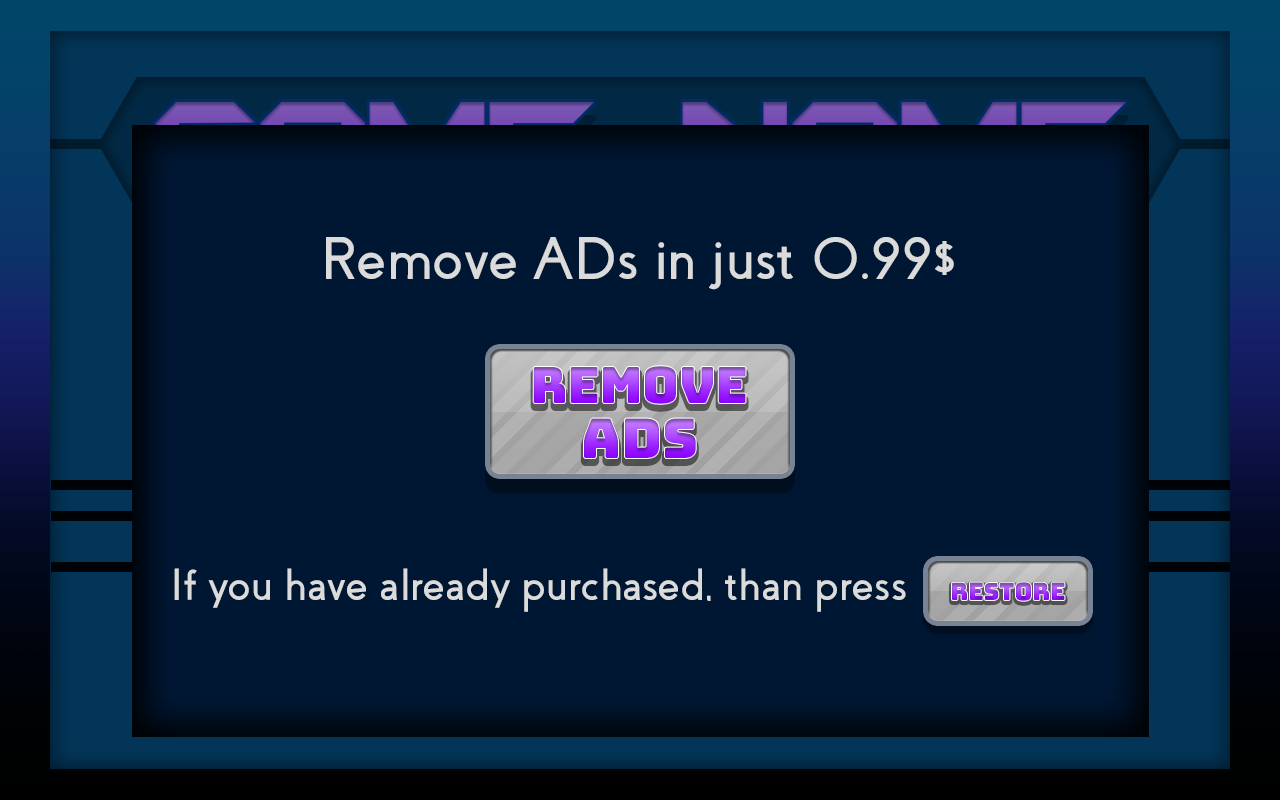 Remove ADs in just 0.99$
REMOVE
ADS
If you have already purchased, than press
RESTORE